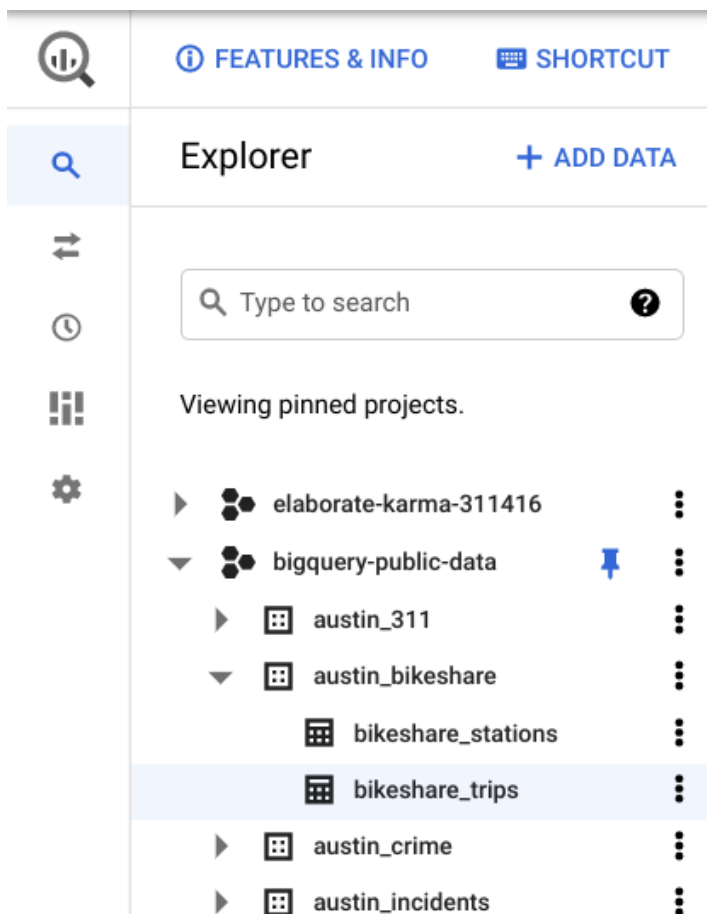 FEATURES & INFO SHORTCUT
Explorer + ADD DATA
Type to search
Viewing pinned projects.
elaborate-karma-311416
bigquery-public-data
austin_311
austin_bikeshare
bikeshare_stations
bikeshare_trips
austin_crime
austin_incidents